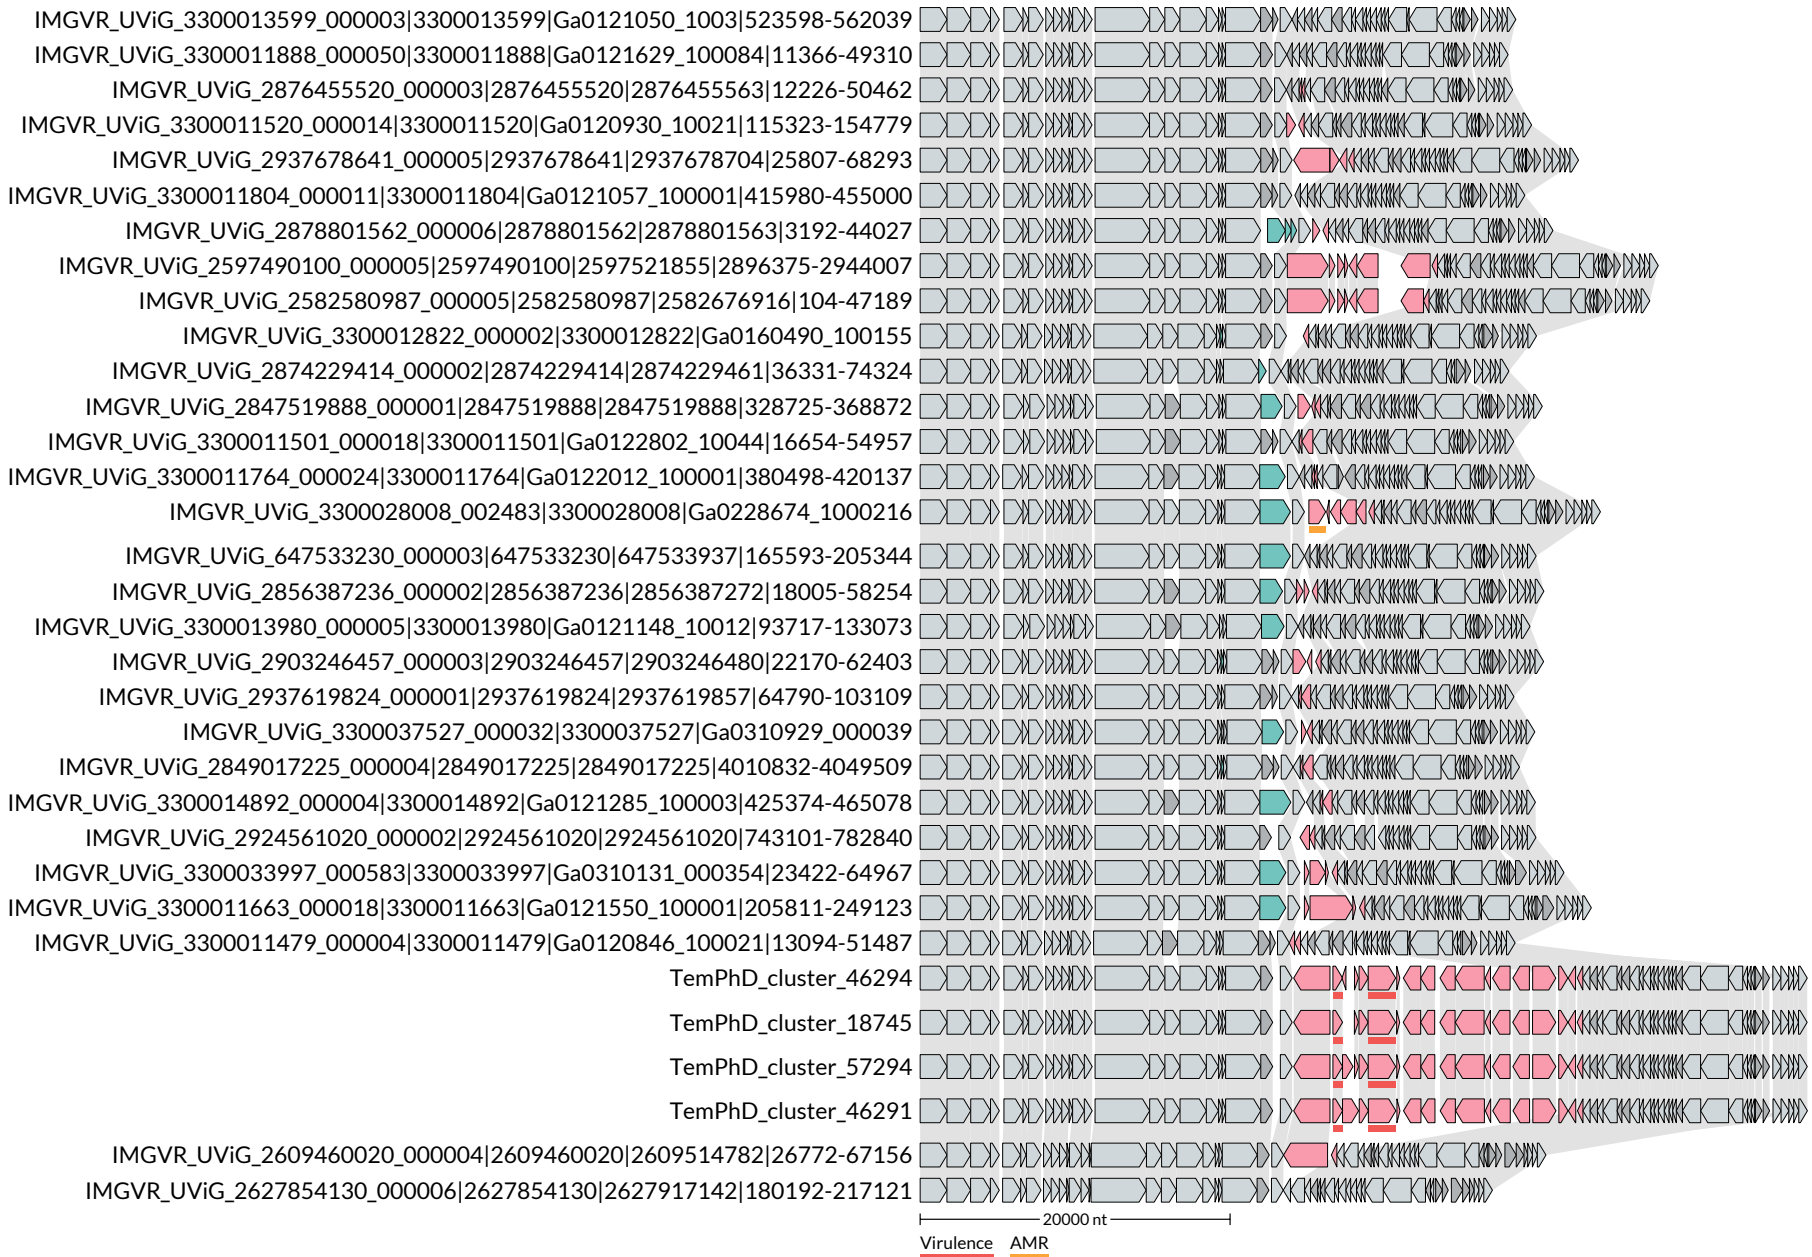 IMGVR_UViG_3300013599_000003|3300013599|Ga0121050_1003|523598-562039
IMGVR_UViG_3300011888_000050|3300011888|Ga0121629_100084|11366-49310
IMGVR_UViG_2876455520_000003|2876455520|2876455563|12226-50462
IMGVR_UViG_3300011520_000014|3300011520|Ga0120930_10021|115323-154779
IMGVR_UViG_2937678641_000005|2937678641|2937678704|25807-68293
IMGVR_UViG_3300011804_000011|3300011804|Ga0121057_100001|415980-455000
IMGVR_UViG_2878801562_000006|2878801562|2878801563|3192-44027
IMGVR_UViG_2597490100_000005|2597490100|2597521855|2896375-2944007
IMGVR_UViG_2582580987_000005|2582580987|2582676916|104-47189
IMGVR_UViG_3300012822_000002|3300012822|Ga0160490_100155
IMGVR_UViG_2874229414_000002|2874229414|2874229461|36331-74324
IMGVR_UViG_2847519888_000001|2847519888|2847519888|328725-368872
IMGVR_UViG_3300011501_000018|3300011501|Ga0122802_10044|16654-54957
IMGVR_UViG_3300011764_000024|3300011764|Ga0122012_100001|380498-420137
IMGVR_UViG_3300028008_002483|3300028008|Ga0228674_1000216
IMGVR_UViG_647533230_000003|647533230|647533937|165593-205344
IMGVR_UViG_2856387236_000002|2856387236|2856387272|18005-58254
IMGVR_UViG_3300013980_000005|3300013980|Ga0121148_10012|93717-133073
IMGVR_UViG_2903246457_000003|2903246457|2903246480|22170-62403
IMGVR_UViG_2937619824_000001|2937619824|2937619857|64790-103109
IMGVR_UViG_3300037527_000032|3300037527|Ga0310929_000039
IMGVR_UViG_2849017225_000004|2849017225|2849017225|4010832-4049509
IMGVR_UViG_3300014892_000004|3300014892|Ga0121285_100003|425374-465078
IMGVR_UViG_2924561020_000002|2924561020|2924561020|743101-782840
IMGVR_UViG_3300033997_000583|3300033997|Ga0310131_000354|23422-64967
IMGVR_UViG_3300011663_000018|3300011663|Ga0121550_100001|205811-249123
IMGVR_UViG_3300011479_000004|3300011479|Ga0120846_100021|13094-51487
TemPhD_cluster_46294
TemPhD_cluster_18745
TemPhD_cluster_57294
TemPhD_cluster_46291
IMGVR_UViG_2609460020_000004|2609460020|2609514782|26772-67156
IMGVR_UViG_2627854130_000006|2627854130|2627917142|180192-217121
20000 nt
Virulence AMR